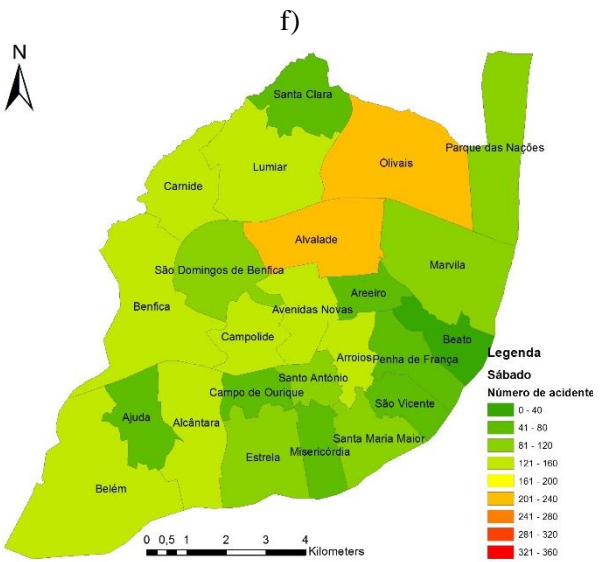 f)
N
Santa Clara
Parque das Nações
Olivais
Lumiar
Carnide
Alvalade
São Domingos de Benfica
Marvila
Areeiro
Benfica
Avenidas Novas
Campolide
Beato
Arroios
Penha de França
Santo António
Campo de Ourique
São Vicente
Ajuda
Alcântara
Santa Maria Maior
Misericórdia
Estrela
Belém
0 0,5 1 2 3 4
Kilometers
Legenda
Sábado
Número de acidente
0 - 40
41 - 80
81 - 120
121 - 160
161 - 200
201 - 240
241 - 280
281 - 320
321 - 360